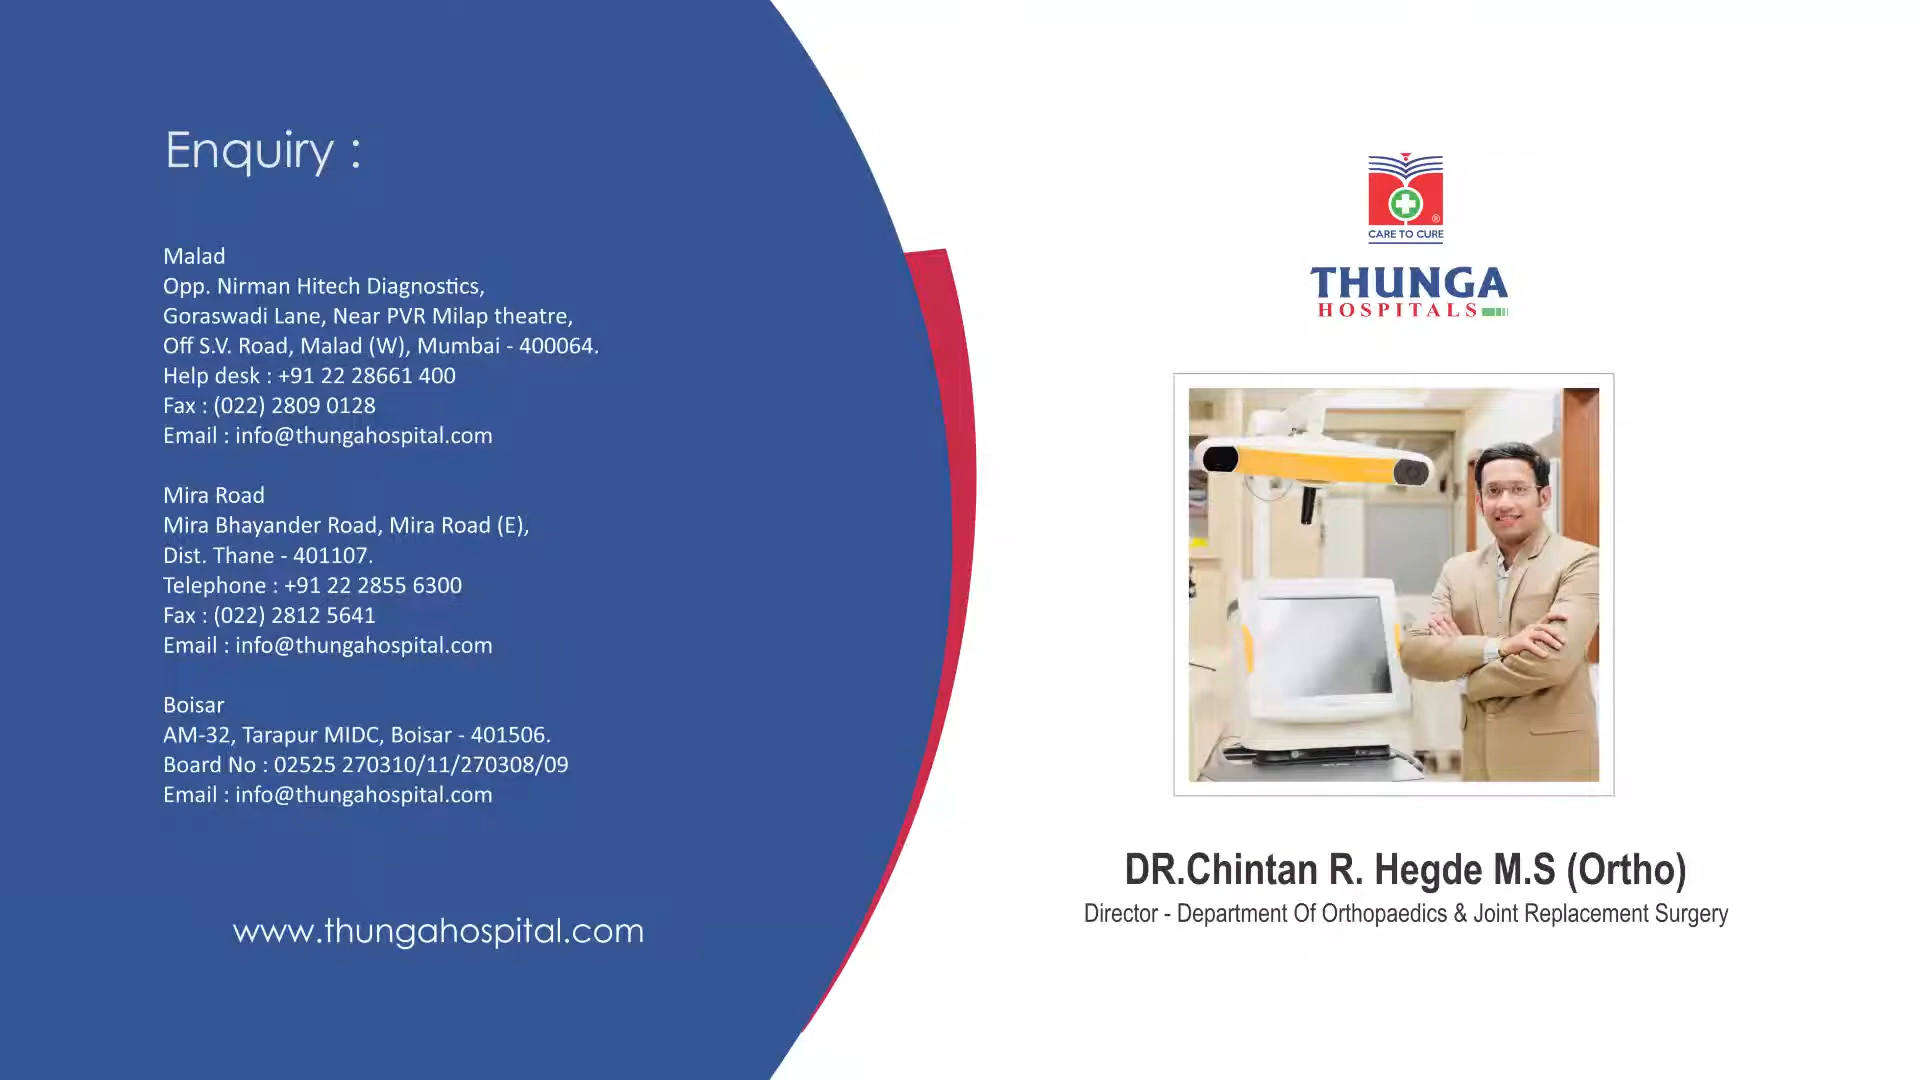 Enquiry :
Malad
Opp. Nirman Hitech Diagnostics,
Goraswadi Lane, Near PVR Milap theatre,
Off S.V. Road, Malad (W), Mumbai - 400064.
Help desk : +91 22 28661 400
Fax : (022) 2809 0128
Email : info@thungahospital.com
Mira Road
Mira Bhayander Road, Mira Road (E),
Dist. Thane - 401107.
Telephone : +91 22 2855 6300
Fax : (022) 2812 5641
Email : info@thungahospital.com
Boisar
AM-32, Tarapur MIDC, Boisar - 401506.
Board No : 02525 270310/11/270308/09
Email : info@thungahospital.com
www.thungahospital.com
®
CARE TO CURE
THUNGA
HOSPITALS
DR.Chintan R. Hegde M.S (Ortho)
Director - Department Of Orthopaedics & Joint Replacement Surgery